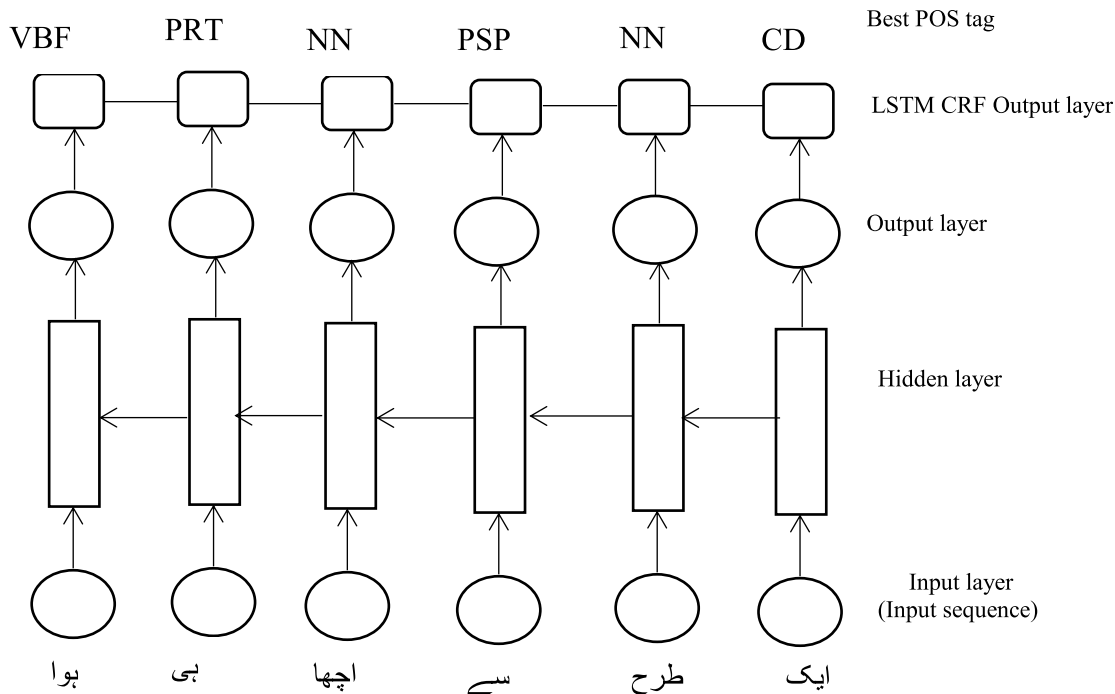 Best POS tag
VBF PRT NN PSP NN CD
LSTM CRF Output layer
Output layer
Hidden layer
Input layer
(Input sequence)
ایک طرح سے اچھا ہی ہوا